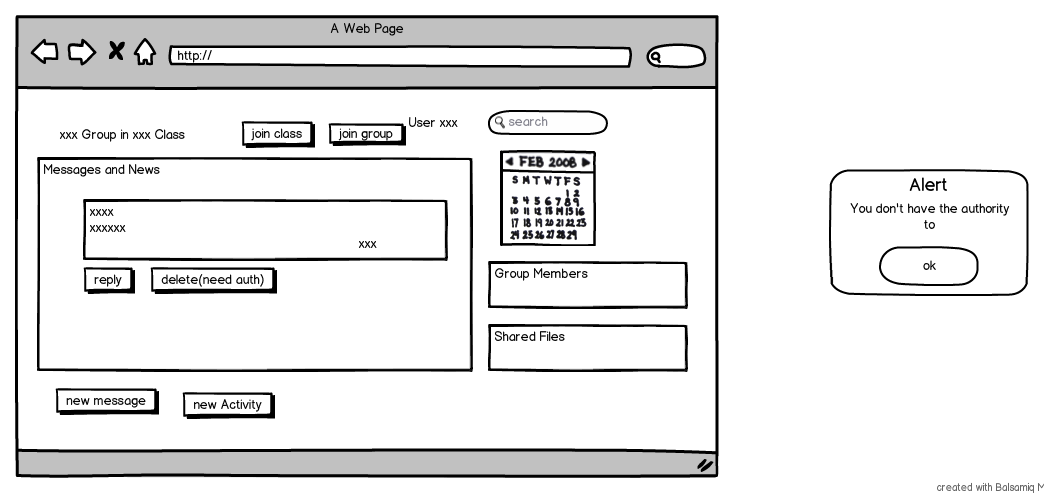 A Web Page
http://
xxx Group in xxx Class
join class
join group
User xxx
search
Messages and News
xxxx
xxxxxx
xxx
reply
delete(need auth)
new message
new Activity
FEB 2008
S M T W T F S
1 2
3 4 5 6 7 8 9
10 11 12 13 14 15 16
17 18 19 20 21 22 23
24 25 26 27 28 29
Group Members
Shared Files
Alert
You don't have the authority
to
ok
created with Balsamiq M